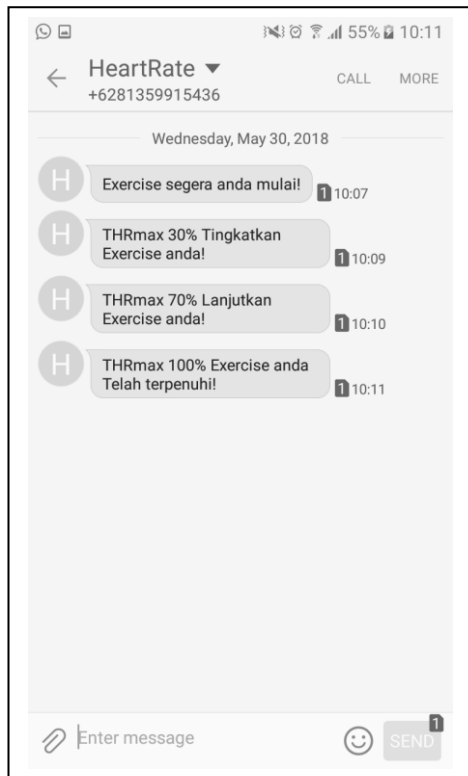 55% 10:11
HeartRate
+6281359915436
CALL MORE
Wednesday, May 30, 2018
H
Exercise segera anda mulai!
1 10:07
H
THRmax 30% Tingkatkan
Exercise anda!
1 10:09
H
THRmax 70% Lanjutkan
Exercise anda!
1 10:10
H
THRmax 100% Exercise anda
Telah terpenuhi!
1 10:11
Enter message
SEND
1